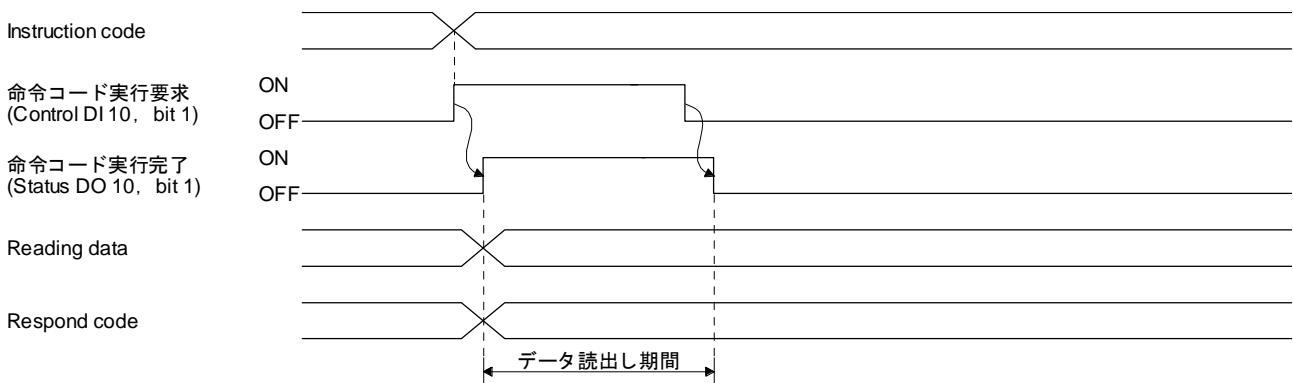 Instruction code
命令コード実行要求
(Control DI 10, bit 1)
ON
OFF
命令コード実行完了
(Status DO 10, bit 1)
ON
OFF
Reading data
Respond code
データ読出し期間